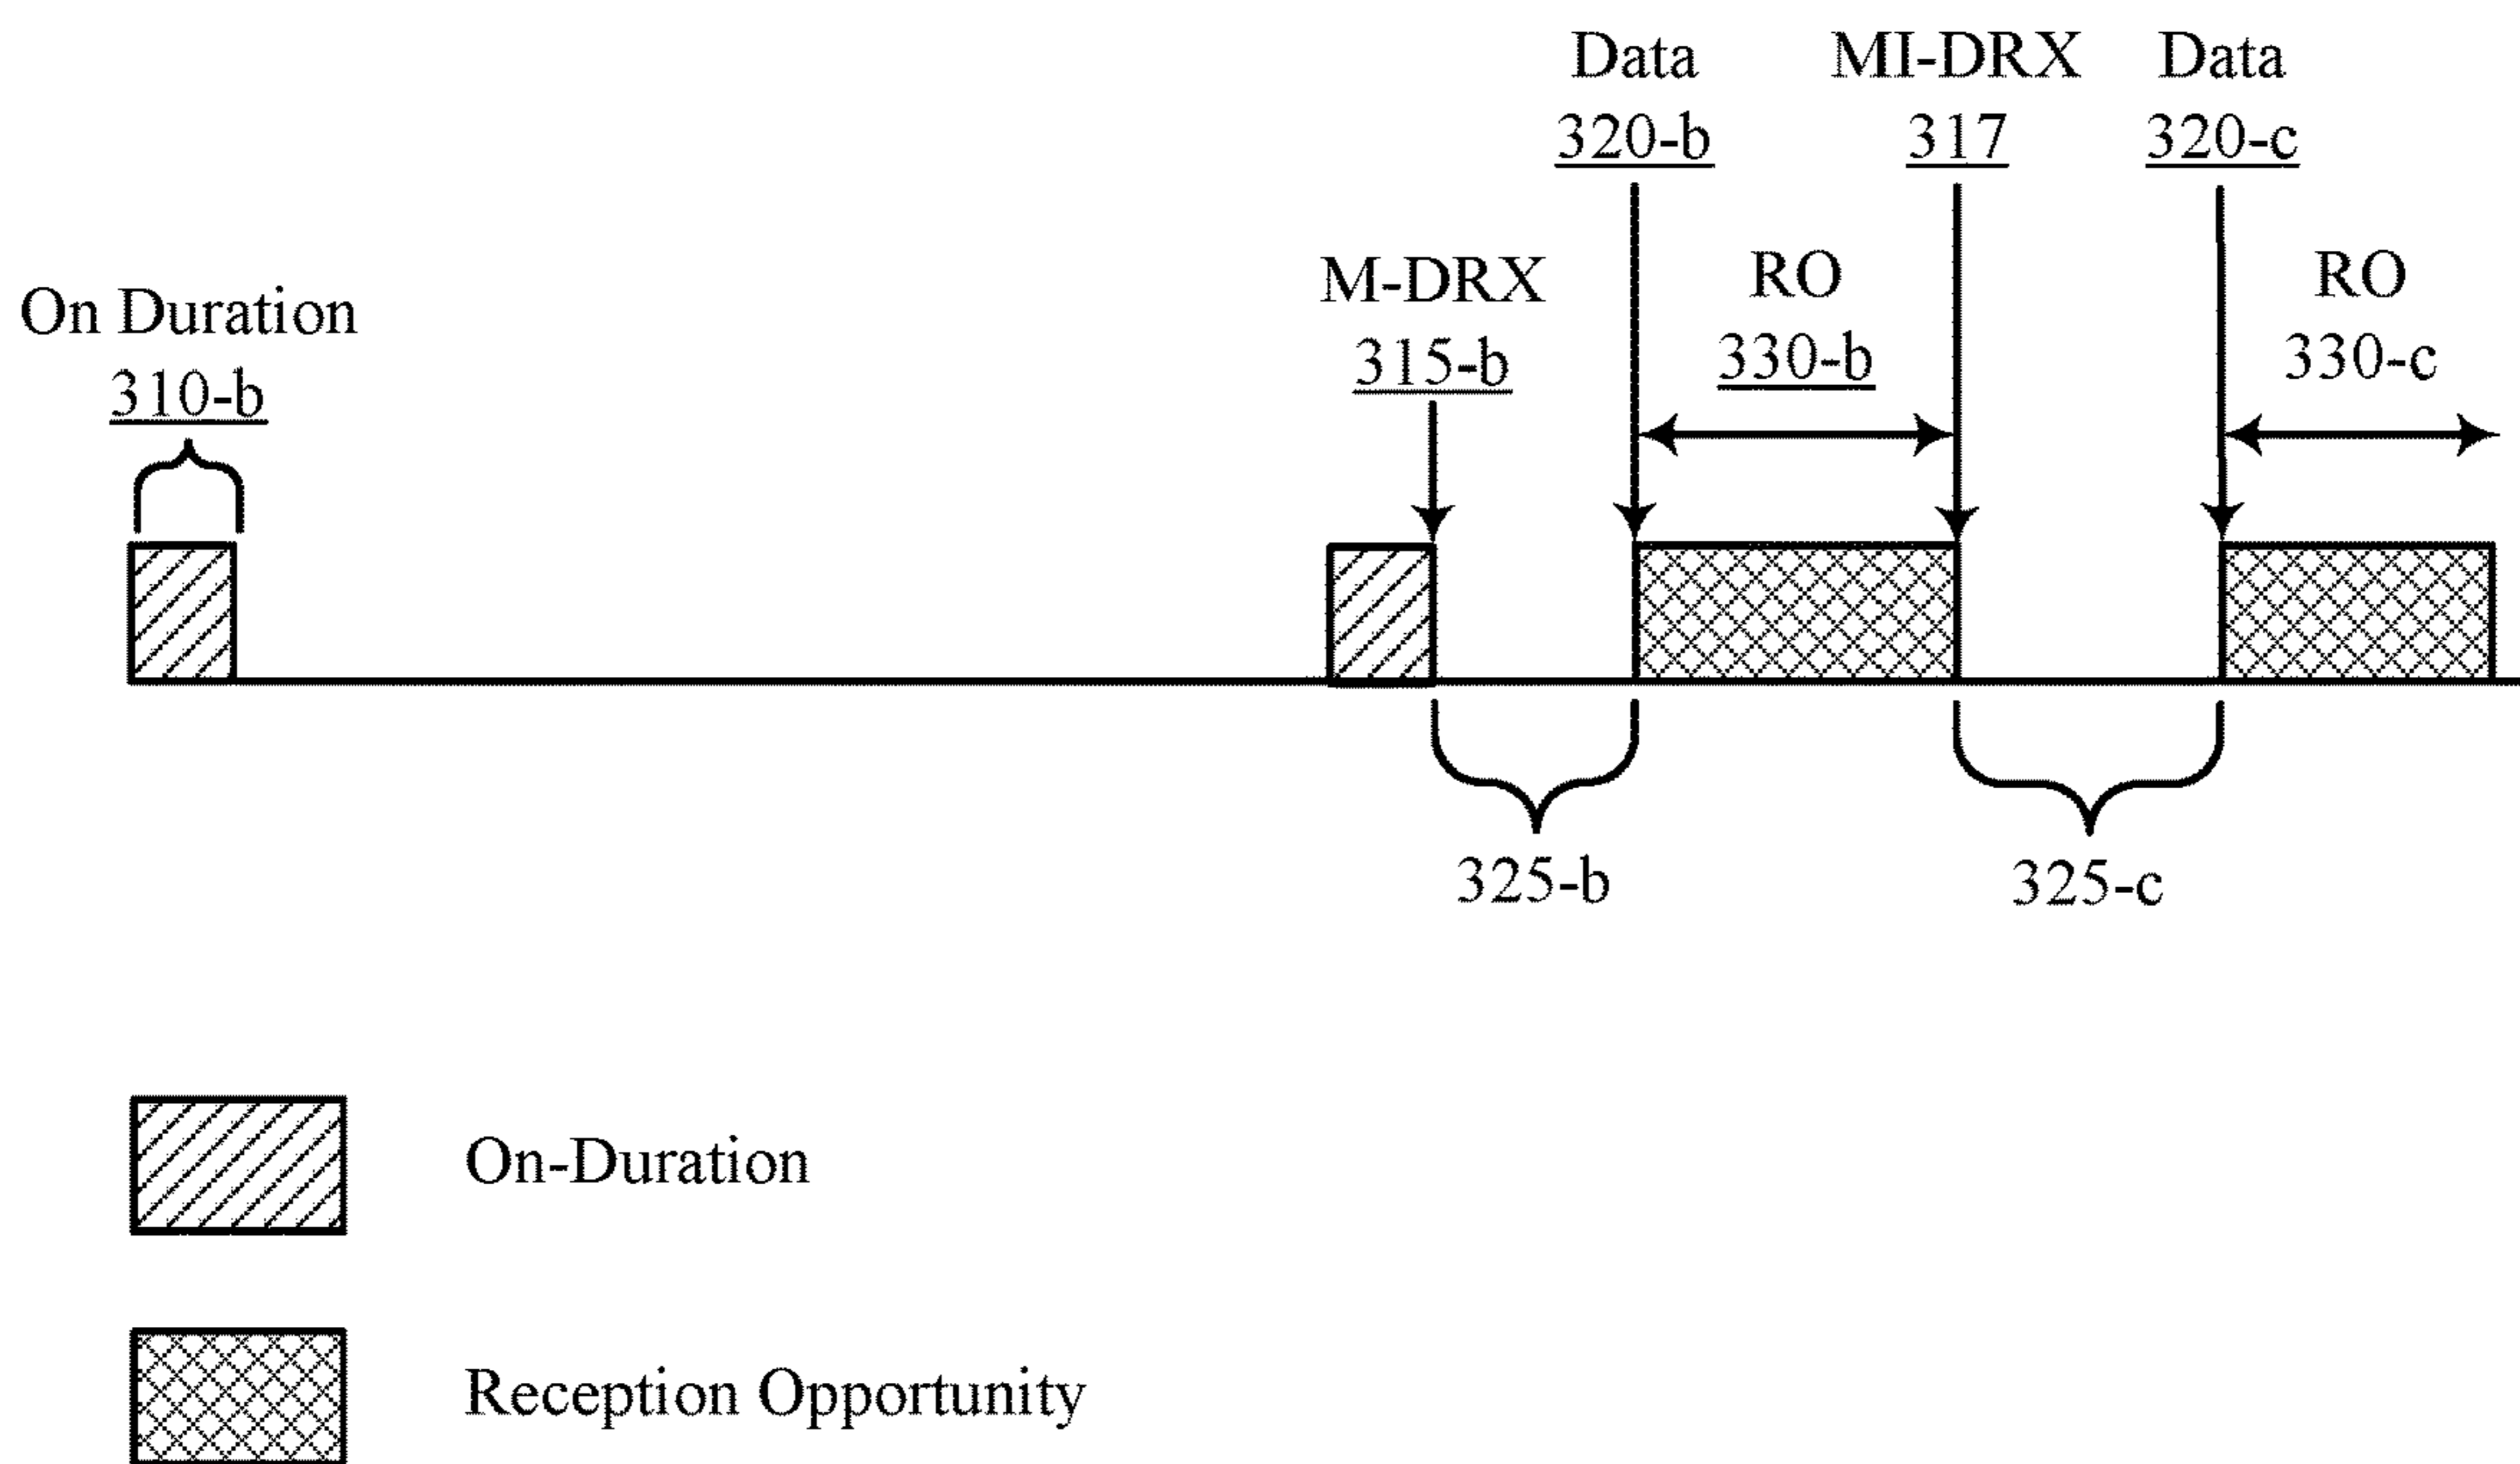 Data
320-b
MI-DRX
317
Data
320-c
On Duration
310-b
M-DRX
315-b
RO
330-b
RO
330-c
325-b
325-c
On-Duration
Reception Opportunity